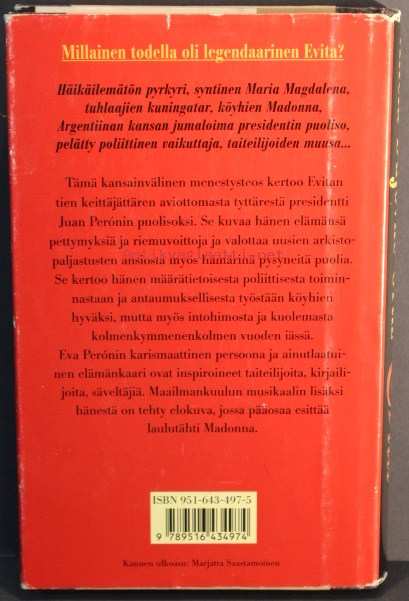 Millainen todella oli legendaarinen Evita?
Häikäilemätön pyrkyri, syntinen Maria Magdalena,
tuhlaajien kuningatar, köyhien Madonna,
Argentiinan kansan jumaloima presidentin puoliso,
pelätty poliittinen vaikuttaja, taiteilijoiden muusa...
Tämä kansainvälinen menestysteos kertoo Evitan
tien keittäjättären aviottomasta tyttärestä presidentti
Juan Perónin puolisoksi. Se kuvaa hänen elämänsä
pettymyksiä ja riemuvoittoja ja valottaa uusien arkisto-
paljastusten ansiosta myös hämärinä pysyneitä puolia.
Se kertoo hänen määrätietoisesta poliittisesta toimin-
nastaan ja antaumuksellisesta työstään köyhien
hyväksi, mutta myös intohimosta ja kuolemasta
kolmenkymmenenkolmen vuoden iässä.
Eva Perónin karismaattinen persoona ja ainutlaatui-
nen elämänkaari ovat inspiroineet taiteilijoita, kirjaili-
joita, säveltäjiä. Maailmankuulun musikaalin lisäksi
hänestä on tehty elokuva, jossa pääosaa esittää
laulutähti Madonna.
ISBN 951-643-497-5
9 789516 434974
Kannen ulkoasu: Marjatta Saastamoinen